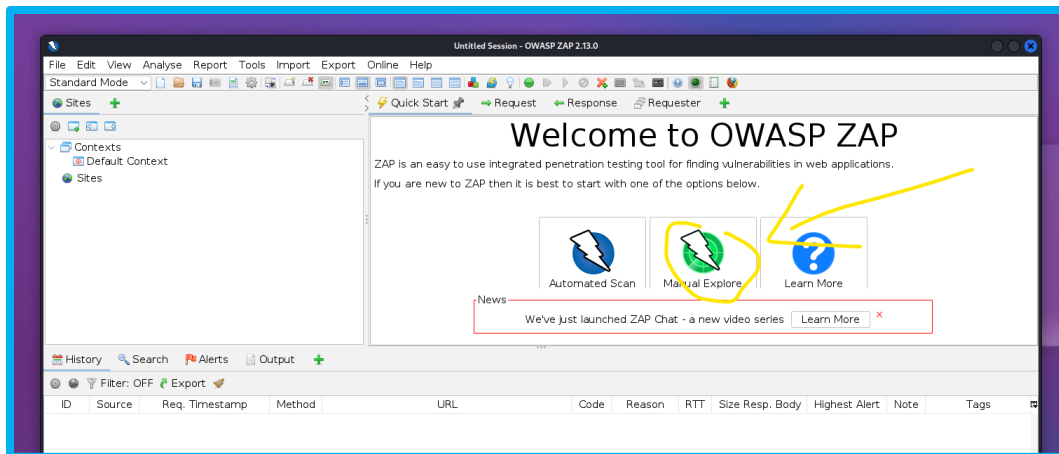 Untitled Session - OWASP ZAP 2.13.0
File Edit View Analyse Report Tools Import Export Online Help
Standard Mode
Sites
Quick Start Request Response Requester
Contexts
Default Context
Sites
Welcome to OWASP ZAP
ZAP is an easy to use integrated penetration testing tool for finding vulnerabilities in web applications.
If you are new to ZAP then it is best to start with one of the options below.
Automated Scan Manual Explore Learn More
News
We've just launched ZAP Chat - a new video series Learn More x
History Search Alerts Output
Filter: OFF Export
ID Source Req. Timestamp Method URL Code Reason RTT Size Resp. Body Highest Alert Note Tags